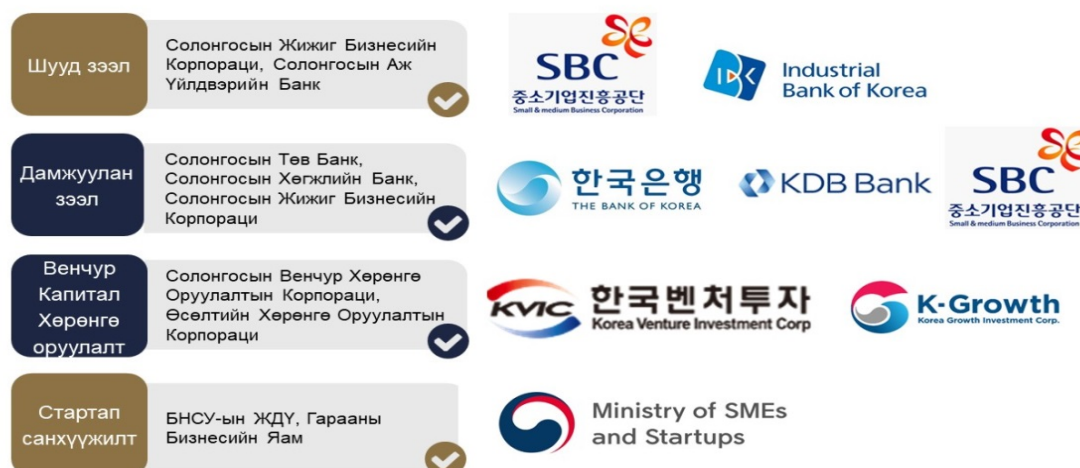 Шууд зээл
Солонгосын Жижиг Бизнесийн
Корпораци, Солонгосын Аж
Үйлдвэрийн Банк
SBC
중소기업진흥공단
Small & medium Business Corporation
IBK
Industrial
Bank of Korea
Дамжуулан
зээл
Солонгосын Төв Банк,
Солонгосын Хөгжлийн Банк,
Солонгосын Жижиг Бизнесийн
Корпораци
한국은행
THE BANK OF KOREA
KDB Bank
SBC
중소기업진흥공단
Small & medium Business Corporation
Венчур
Капитал
Хөрөнгө
оруулалт
Солонгосын Венчур Хөрөнгө
Оруулалтын Корпораци,
Өсөлтийн Хөрөнгө Оруулалтын
Корпораци
KVIC
한국벤처투자
Korea Venture Investment Corp
K-Growth
Korea Growth Investment Corp.
Стартап
санхүүжилт
БНСУ-ын ЖДҮ, Гарааны
Бизнесийн Яам
Ministry of SMEs
and Startups